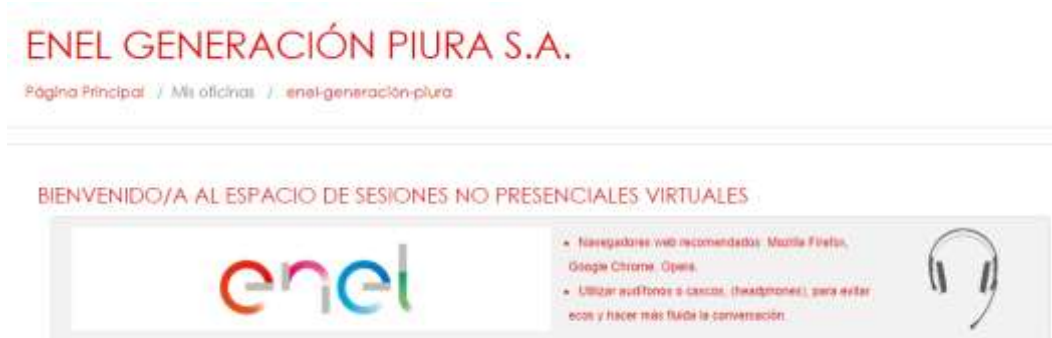 ENEL GENERACIÓN PIURA S.A.
Página Principal / Mis oficinas / enel-generación-piura
BIENVENIDO/A AL ESPACIO DE SESIONES NO PRESENCIALES VIRTUALES
enel
• Navegadores web recomendados: Mozilla Firefox,
Google Chrome, Opera.
• Utilizar audífonos o cascos, (headphones), para evitar
ecos y hacer más fluida la conversación.